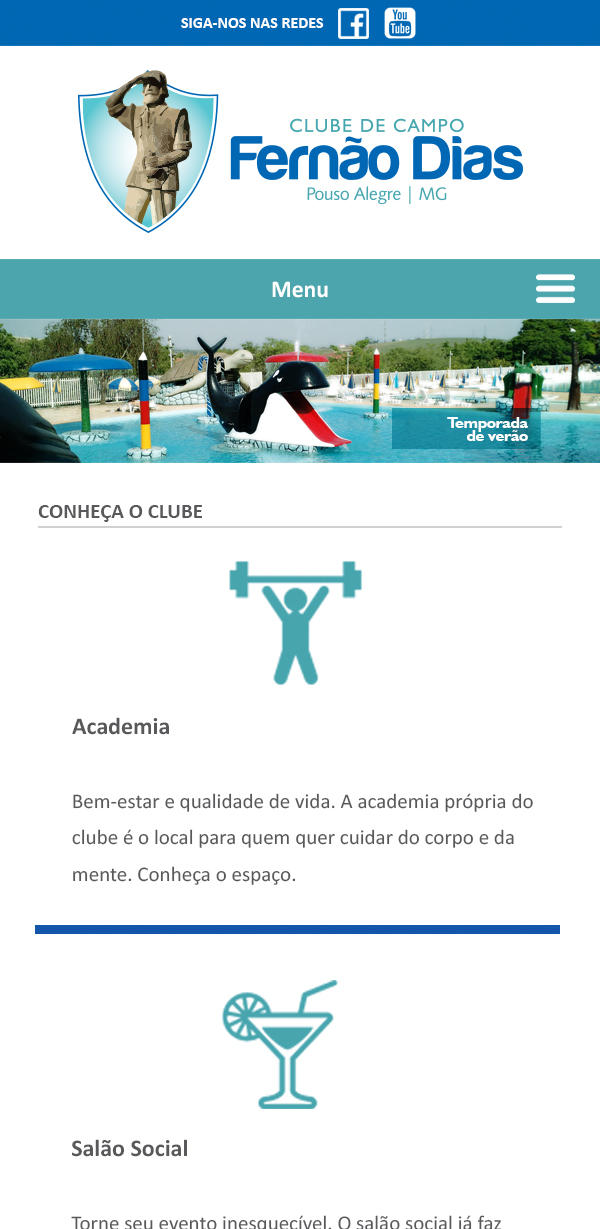 SIGA-NOS NAS REDES
You
Tube
CLUBE DE CAMPO
Fernão Dias
Pouso Alegre | MG
Menu
Temporada
de verão
CONHEÇA O CLUBE
Academia
Bem-estar e qualidade de vida. A academia própria do
clube é o local para quem quer cuidar do corpo e da
mente. Conheça o espaço.
Salão Social
Torne seu evento inesquecível. O salão social já faz